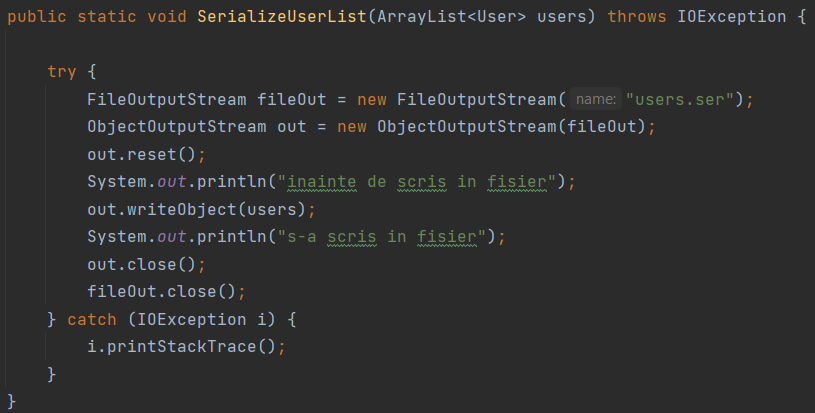 public static void SerializeUserList(ArrayList<User> users) throws IOException {
try {
FileOutputStream fileOut = new FileOutputStream( name: "users.ser");
ObjectOutputStream out = new ObjectOutputStream(fileOut);
out.reset();
System.out.println("inainte de scris in fisier");
out.writeObject(users);
System.out.println("s-a scris in fisier");
out.close();
fileOut.close();
} catch (IOException i) {
i.printStackTrace();
}
}